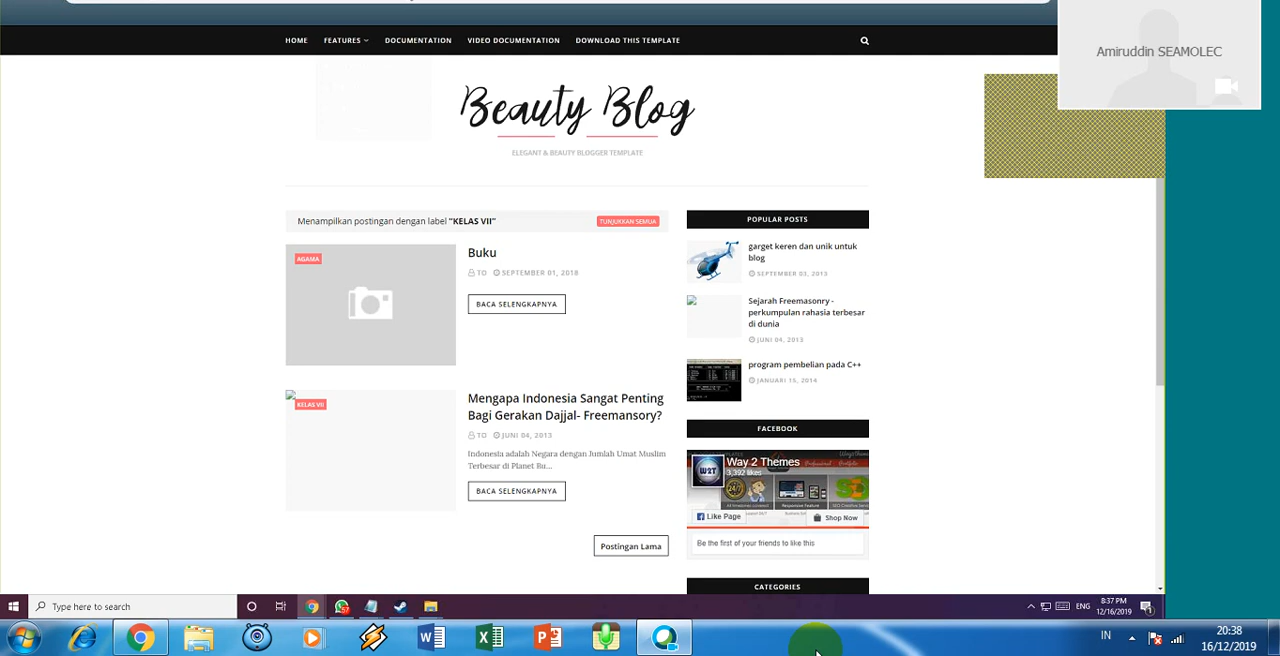 HOME FEATURES DOCUMENTATION VIDEO DOCUMENTATION DOWNLOAD THIS TEMPLATE
Amiruddin SEAMOLEC
Beauty Blog
ELEGANT & BEAUTY BLOGGER TEMPLATE
Menampilkan postingan dengan label "KELAS VII"
TUNJUKKAN SEMUA
AGAMA
Buku
TO SEPTEMBER 01, 2018
BACA SELENGKAPNYA
KELAS VII
Mengapa Indonesia Sangat Penting
Bagi Gerakan Dajjal- Freemansory?
TO JUNI 04, 2013
Indonesia adalah Negara dengan Jumlah Umat Muslim
Terbesar di Planet Bu...
BACA SELENGKAPNYA
Postingan Lama
POPULAR POSTS
garget keren dan unik untuk
blog
SEPTEMBER 03, 2013
Sejarah Freemasonry -
perkumpulan rahasia terbesar
di dunia
JUNI 04, 2013
program pembelian pada C++
JANUARI 15, 2014
FACEBOOK
W2T
Way 2 Themes
3,392 likes
Like Page
Shop Now
Be the first of your friends to like this
CATEGORIES
Type here to search
57
ENG
8:37 PM
12/16/2019
1
IN
20:38
16/12/2019